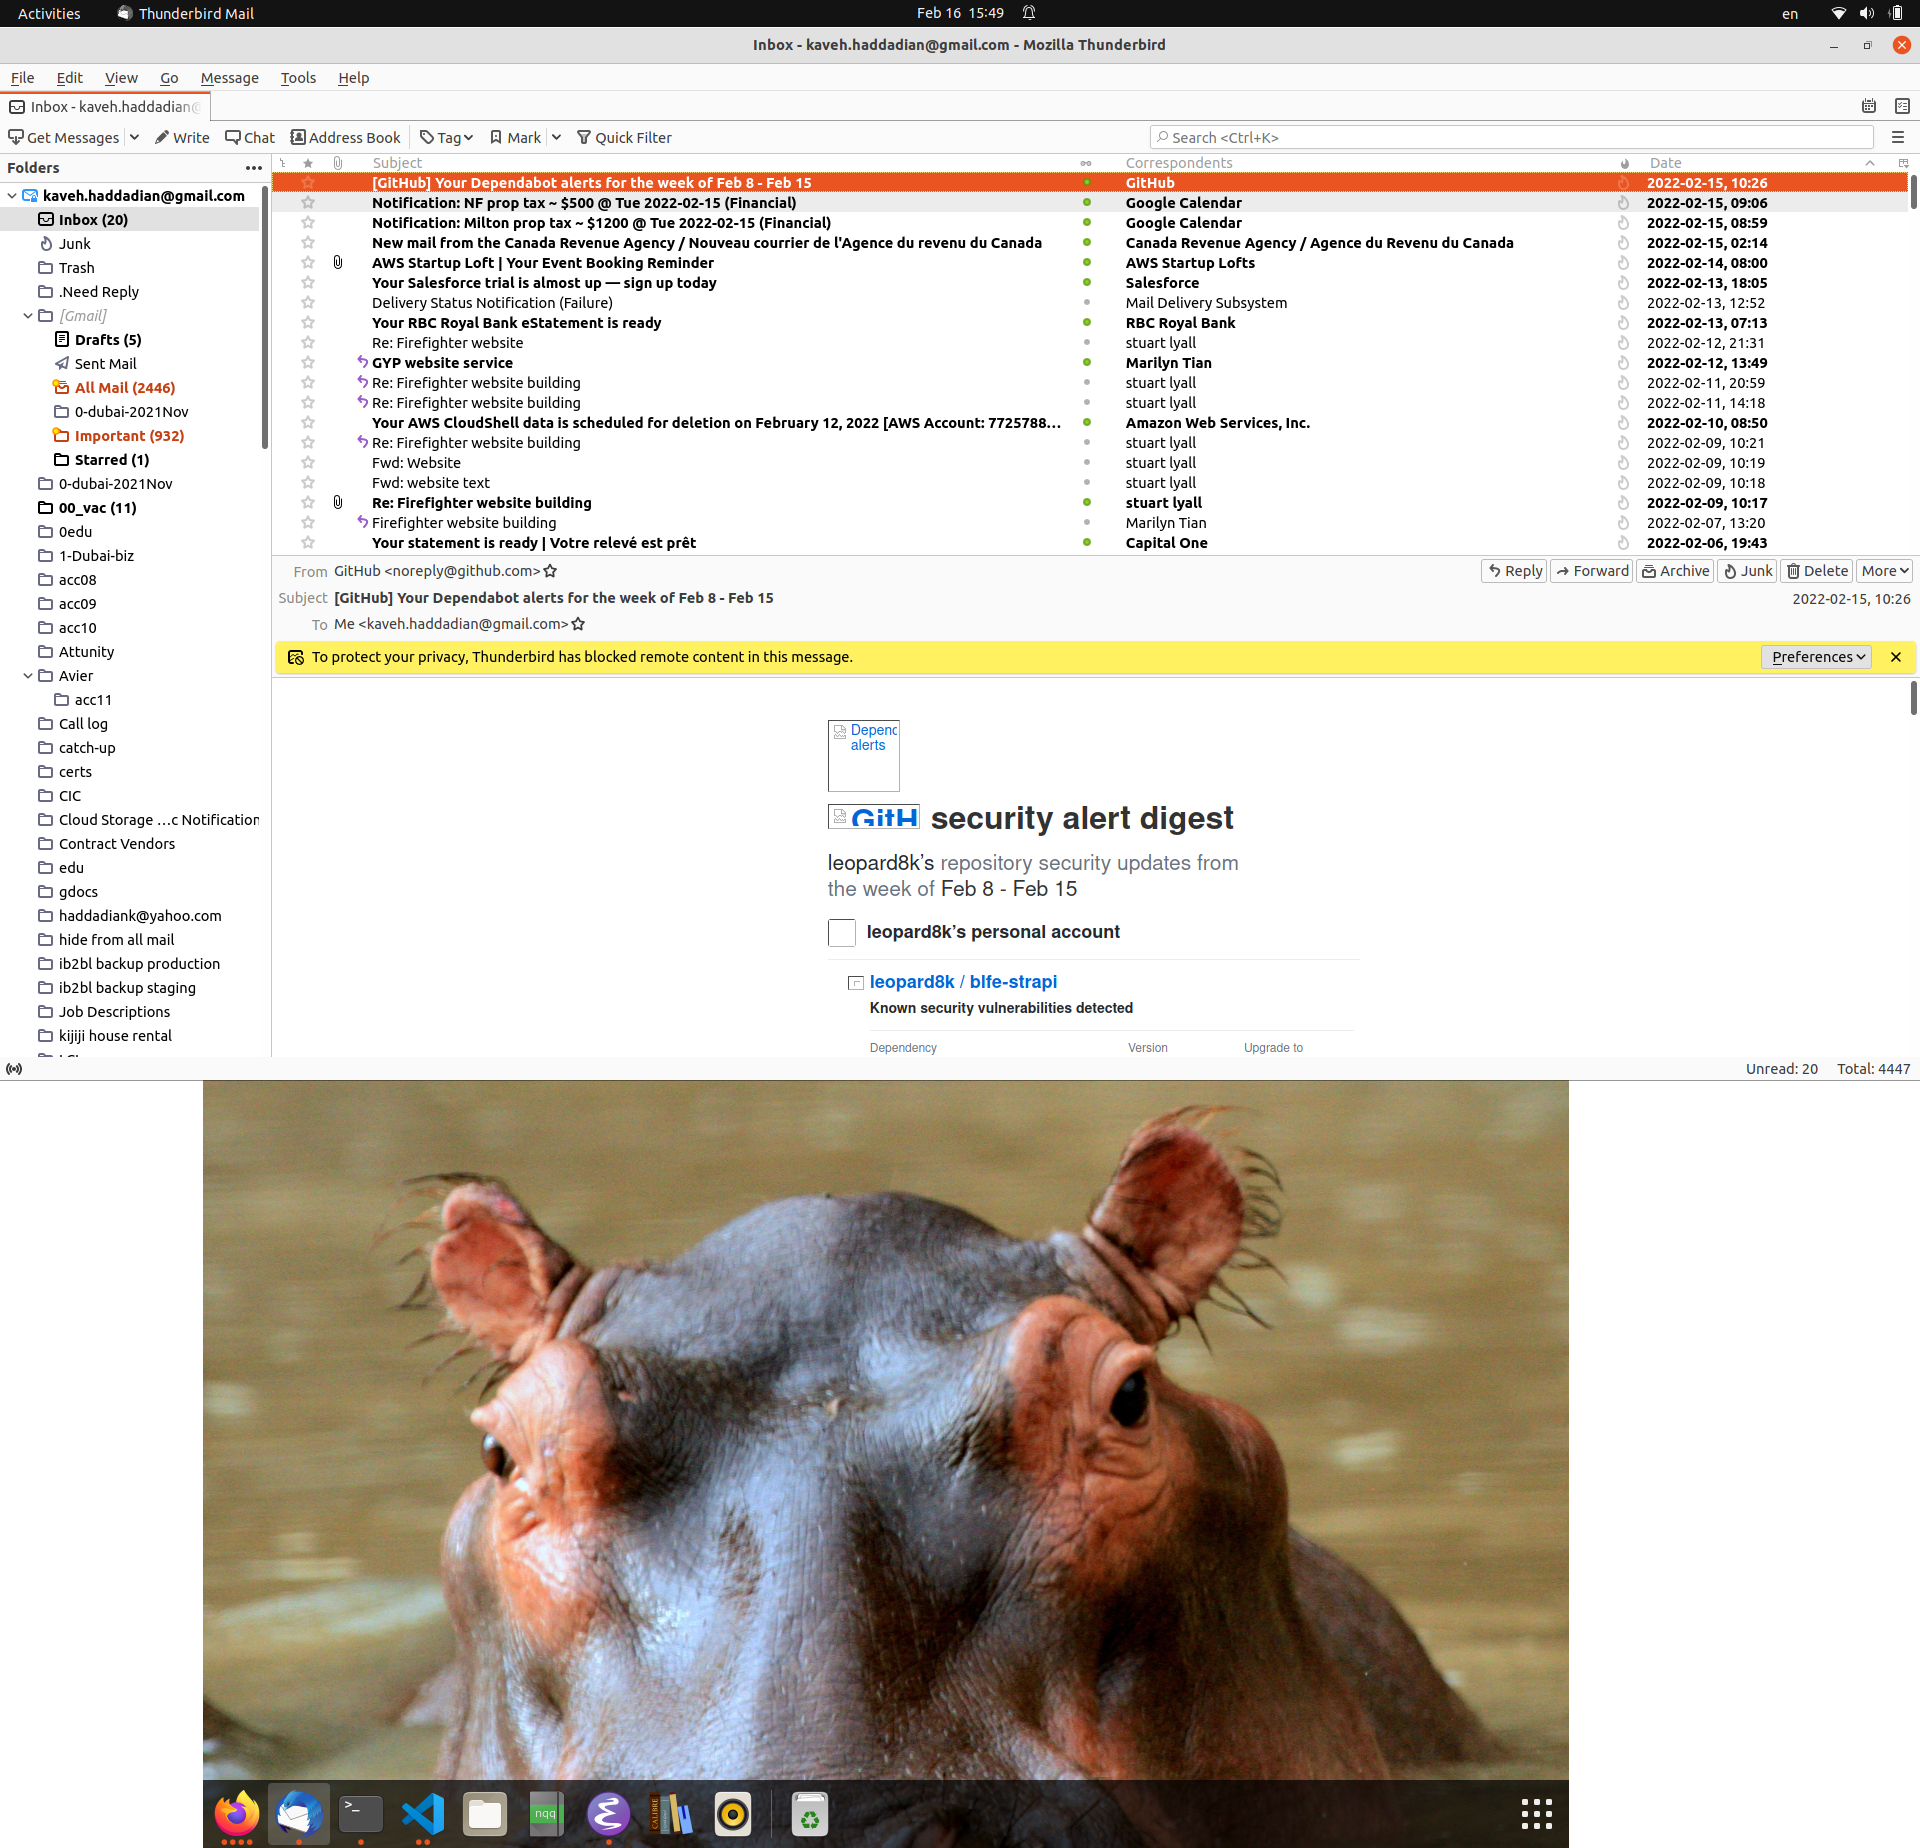 Activities Thunderbird Mail Feb 16 15:49 en
Inbox - kaveh.haddadian@gmail.com - Mozilla Thunderbird
File Edit View Go Message Tools Help
Inbox - kaveh.haddadian@
Get Messages Write Chat Address Book Tag Mark Quick Filter Search <Ctrl+K>
Folders
kaveh.haddadian@gmail.com
Inbox (20)
Junk
Trash
.Need Reply
[Gmail]
Drafts (5)
Sent Mail
All Mail (2446)
0-dubai-2021Nov
Important (932)
Starred (1)
0-dubai-2021Nov
00_vac (11)
0edu
1-Dubai-biz
acc08
acc09
acc10
Attunity
Avier
acc11
Call log
catch-up
certs
CIC
Cloud Storage ...c Notification
Contract Vendors
edu
gdocs
haddadiank@yahoo.com
hide from all mail
ib2bl backup production
ib2bl backup staging
Job Descriptions
kijiji house rental
Subject Correspondents Date
[GitHub] Your Dependabot alerts for the week of Feb 8 - Feb 15 GitHub 2022-02-15, 10:26
Notification: NF prop tax ~ $500 @ Tue 2022-02-15 (Financial) Google Calendar 2022-02-15, 09:06
Notification: Milton prop tax ~ $1200 @ Tue 2022-02-15 (Financial) Google Calendar 2022-02-15, 08:59
New mail from the Canada Revenue Agency / Nouveau courrier de l'Agence du revenu du Canada Canada Revenue Agency / Agence du Revenu du Canada 2022-02-15, 02:14
AWS Startup Loft | Your Event Booking Reminder AWS Startup Lofts 2022-02-14, 08:00
Your Salesforce trial is almost up — sign up today Salesforce 2022-02-13, 18:05
Delivery Status Notification (Failure) Mail Delivery Subsystem 2022-02-13, 12:52
Your RBC Royal Bank eStatement is ready RBC Royal Bank 2022-02-13, 07:13
Re: Firefighter website stuart lyall 2022-02-12, 21:31
GYP website service Marilyn Tian 2022-02-12, 13:49
Re: Firefighter website building stuart lyall 2022-02-11, 20:59
Re: Firefighter website building stuart lyall 2022-02-11, 14:18
Your AWS CloudShell data is scheduled for deletion on February 12, 2022 [AWS Account: 7725788... Amazon Web Services, Inc. 2022-02-10, 08:50
Re: Firefighter website building stuart lyall 2022-02-09, 10:21
Fwd: Website stuart lyall 2022-02-09, 10:19
Fwd: website text stuart lyall 2022-02-09, 10:18
Re: Firefighter website building stuart lyall 2022-02-09, 10:17
Firefighter website building Marilyn Tian 2022-02-07, 13:20
Your statement is ready | Votre relevé est prêt Capital One 2022-02-06, 19:43
From GitHub <noreply@github.com> Reply Forward Archive Junk Delete More
Subject [GitHub] Your Dependabot alerts for the week of Feb 8 - Feb 15 2022-02-15, 10:26
To Me <kaveh.haddadian@gmail.com>
To protect your privacy, Thunderbird has blocked remote content in this message. Preferences
Depend
alerts
GitH security alert digest
leopard8k’s repository security updates from
the week of Feb 8 - Feb 15
leopard8k’s personal account
leopard8k / blfe-strapi
Known security vulnerabilities detected
Dependency Version Upgrade to
Unread: 20 Total: 4447
nqq
CALIBRE